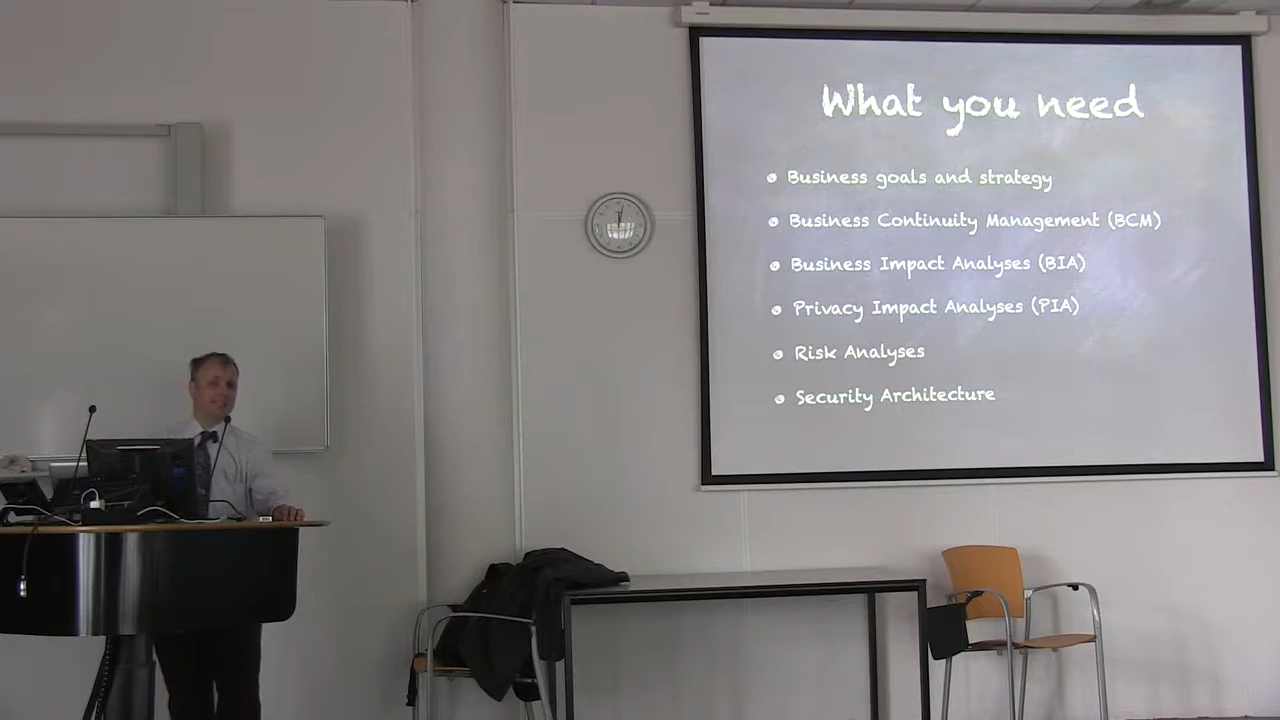 What you need
Business goals and strategy
Business Continuity Management (BCM)
Business Impact Analyses (BIA)
Privacy Impact Analyses (PIA)
Risk Analyses
Security Architecture